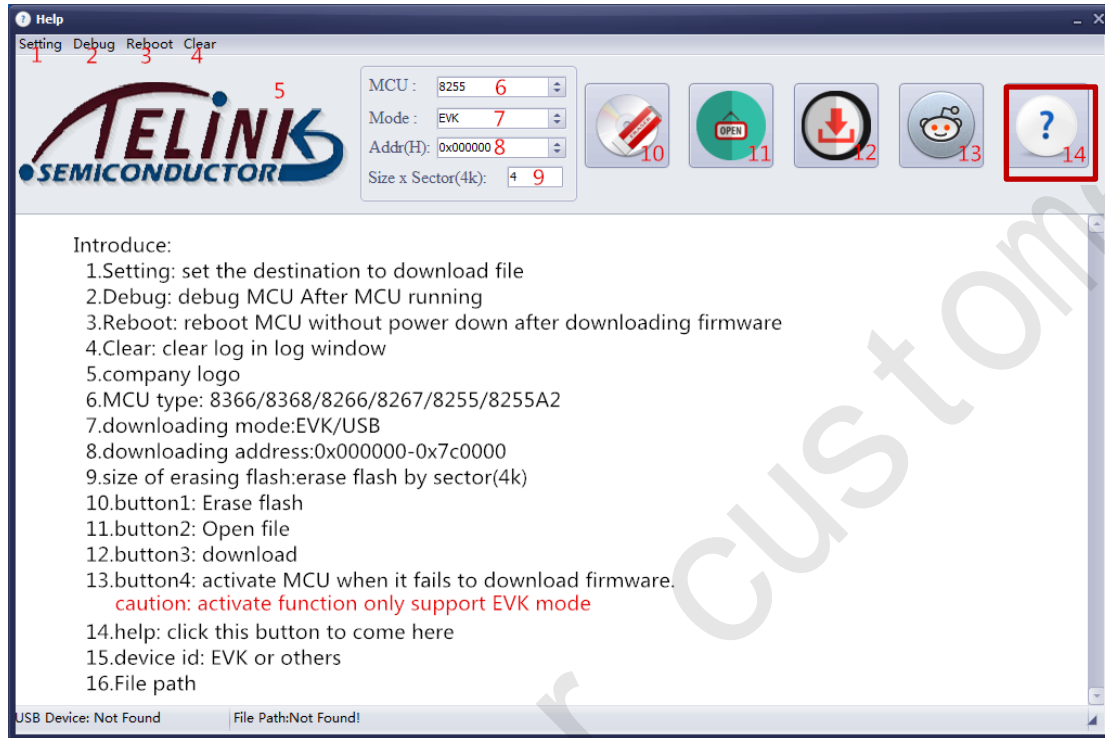 Help
Setting Debug Reboot Clear
1 2 3 4
5
TELINK
SEMICONDUCTOR
MCU : 8255 6
Mode : EVK 7
Addr(H): 0x000000 8
Size x Sector(4k): 4 9
10
OPEN
11
12
13
?
14
Introduce:
1.Setting: set the destination to download file
2.Debug: debug MCU After MCU running
3.Reboot: reboot MCU without power down after downloading firmware
4.Clear: clear log in log window
5.company logo
6.MCU type: 8366/8368/8266/8267/8255/8255A2
7.downloading mode:EVK/USB
8.downloading address:0x000000-0x7c0000
9.size of erasing flash:erase flash by sector(4k)
10.button1: Erase flash
11.button2: Open file
12.button3: download
13.button4: activate MCU when it fails to download firmware.
caution: activate function only support EVK mode
14.help: click this button to come here
15.device id: EVK or others
16.File path
USB Device: Not Found File Path:Not Found!
r custom